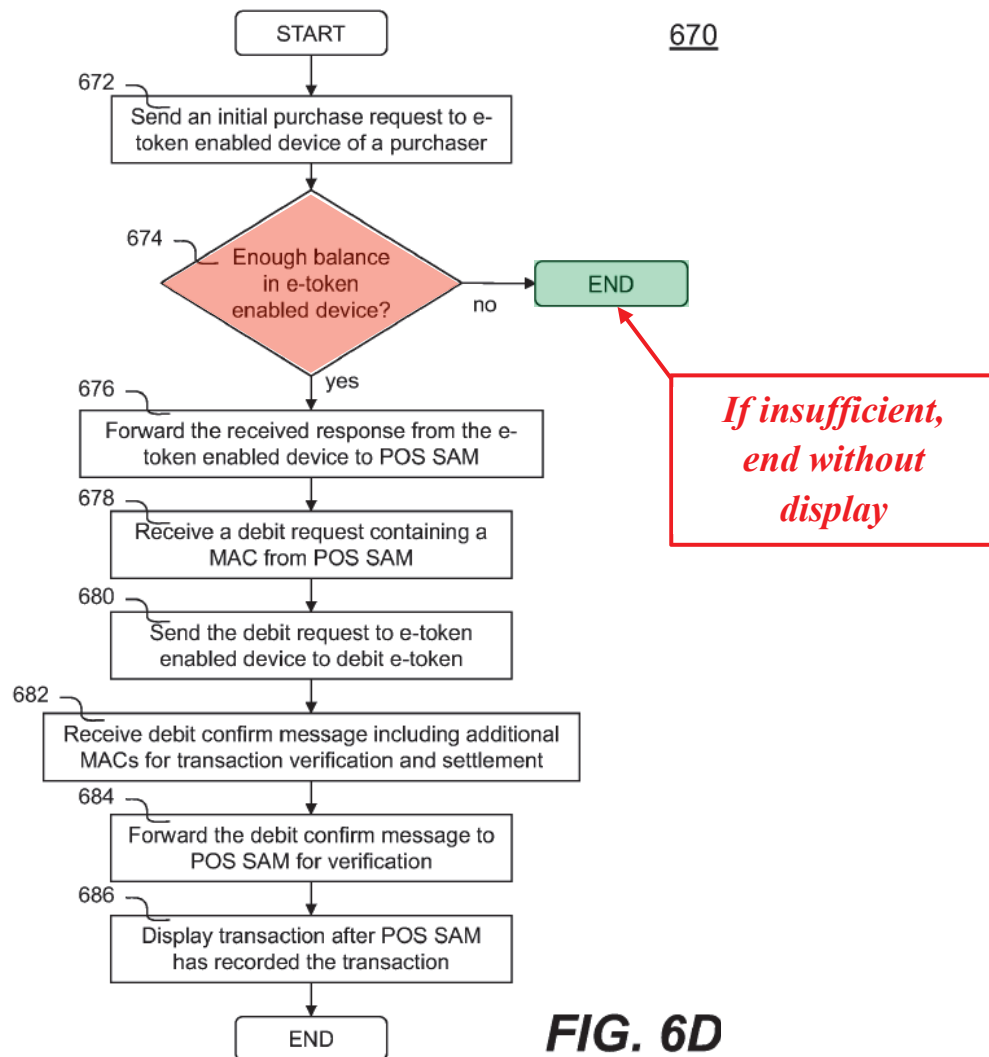 START
670
672
Send an initial purchase request to e-
token enabled device of a purchaser
674
Enough balance
in e-token
enabled device?
no
END
yes
If insufficient,
end without
display
676
Forward the received response from the e-
token enabled device to POS SAM
678
Receive a debit request containing a
MAC from POS SAM
680
Send the debit request to e-token
enabled device to debit e-token
682
Receive debit confirm message including additional
MACs for transaction verification and settlement
684
Forward the debit confirm message to
POS SAM for verification
686
Display transaction after POS SAM
has recorded the transaction
END
FIG. 6D